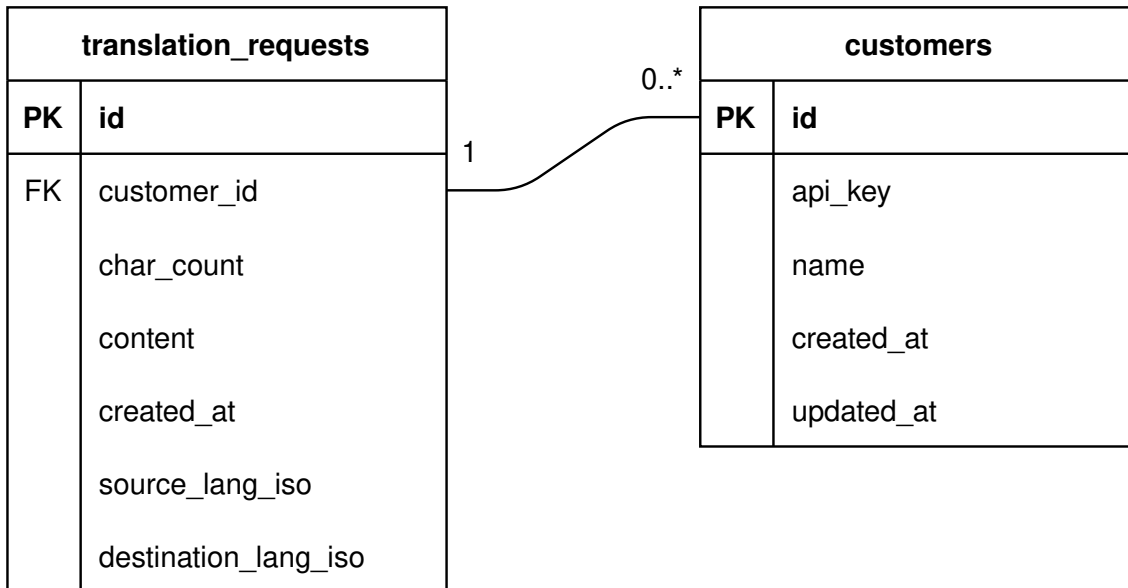 translation_requests
PK id
FK customer_id
char_count
content
created_at
source_lang_iso
destination_lang_iso
1
0..*
customers
PK id
api_key
name
created_at
updated_at